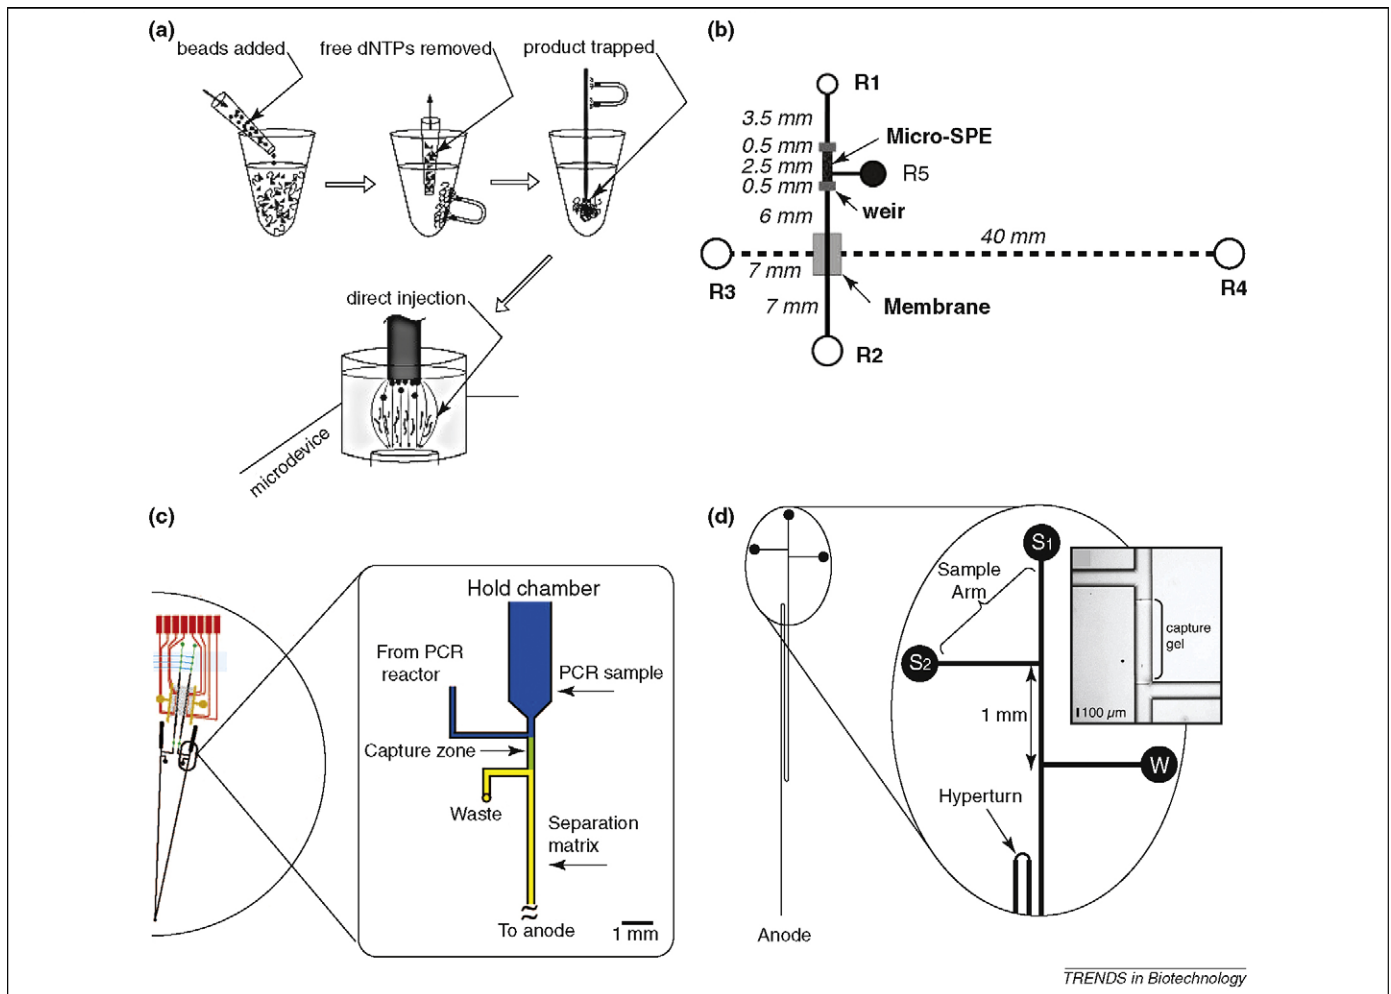 (a)
beads added
free dNTPs removed
product trapped
direct injection
microdevice
(b)
R1
3.5 mm
0.5 mm
Micro-SPE
2.5 mm
R5
0.5 mm
weir
6 mm
40 mm
7 mm
R3
R4
7 mm
Membrane
R2
(c)
Hold chamber
From PCR
reactor
PCR sample
Capture zone
Waste
Separation
matrix
To anode
1 mm
(d)
S1
Sample
Arm
capture
gel
S2
1 mm
100 µm
W
Hyperturn
Anode
TRENDS in Biotechnology